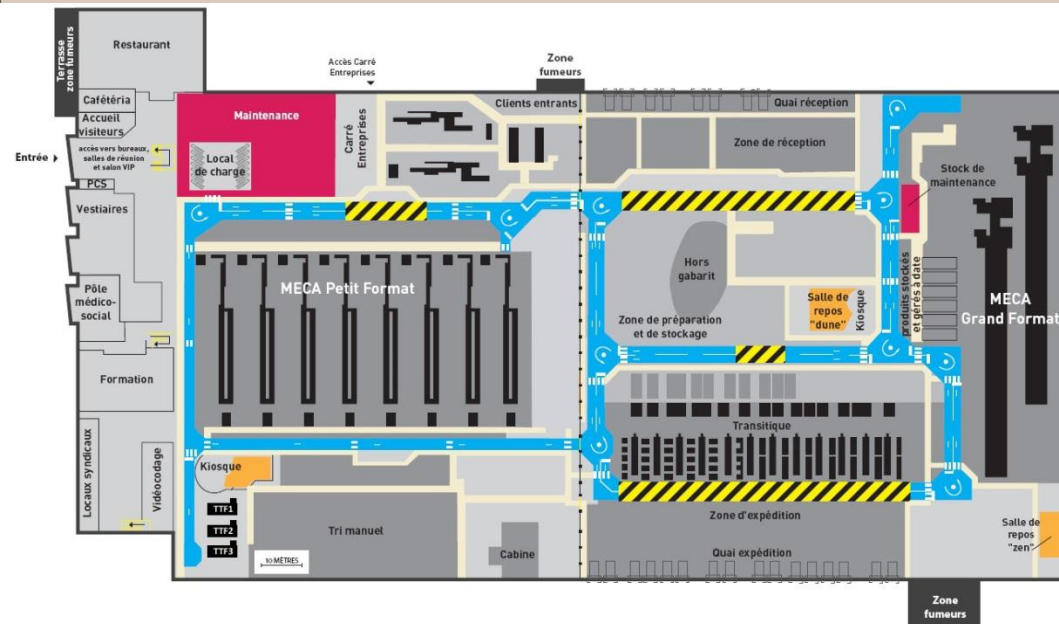 Restaurant
Terrasse
zone fumeurs
Accès Carré
Entreprises
Zone
fumeurs
Cafétéria
Accueil
visiteurs
Maintenance
Carré
Entreprises
Clients entrants
Quai réception
Zone de réception
Entrée
accès vers bureaux,
salles de réunion
et salon VIP
Local
de charge
Stock de
maintenance
PCS
Vestiaires
Hors
gabarit
Pôle
médico-
social
MECA Petit Format
Salle de
repos
"dune"
Kiosque
produits stockés
et gérés à date
MECA
Grand Format
Zone de préparation
et de stockage
Formation
Transitique
Locaux syndicaux
Vidéocodage
Kiosque
TTF1
TTF2
TTF3
Tri manuel
10 MÈTRES
Cabine
Zone d'expédition
Quai expédition
Salle de
repos
"zen"
Zone
fumeurs